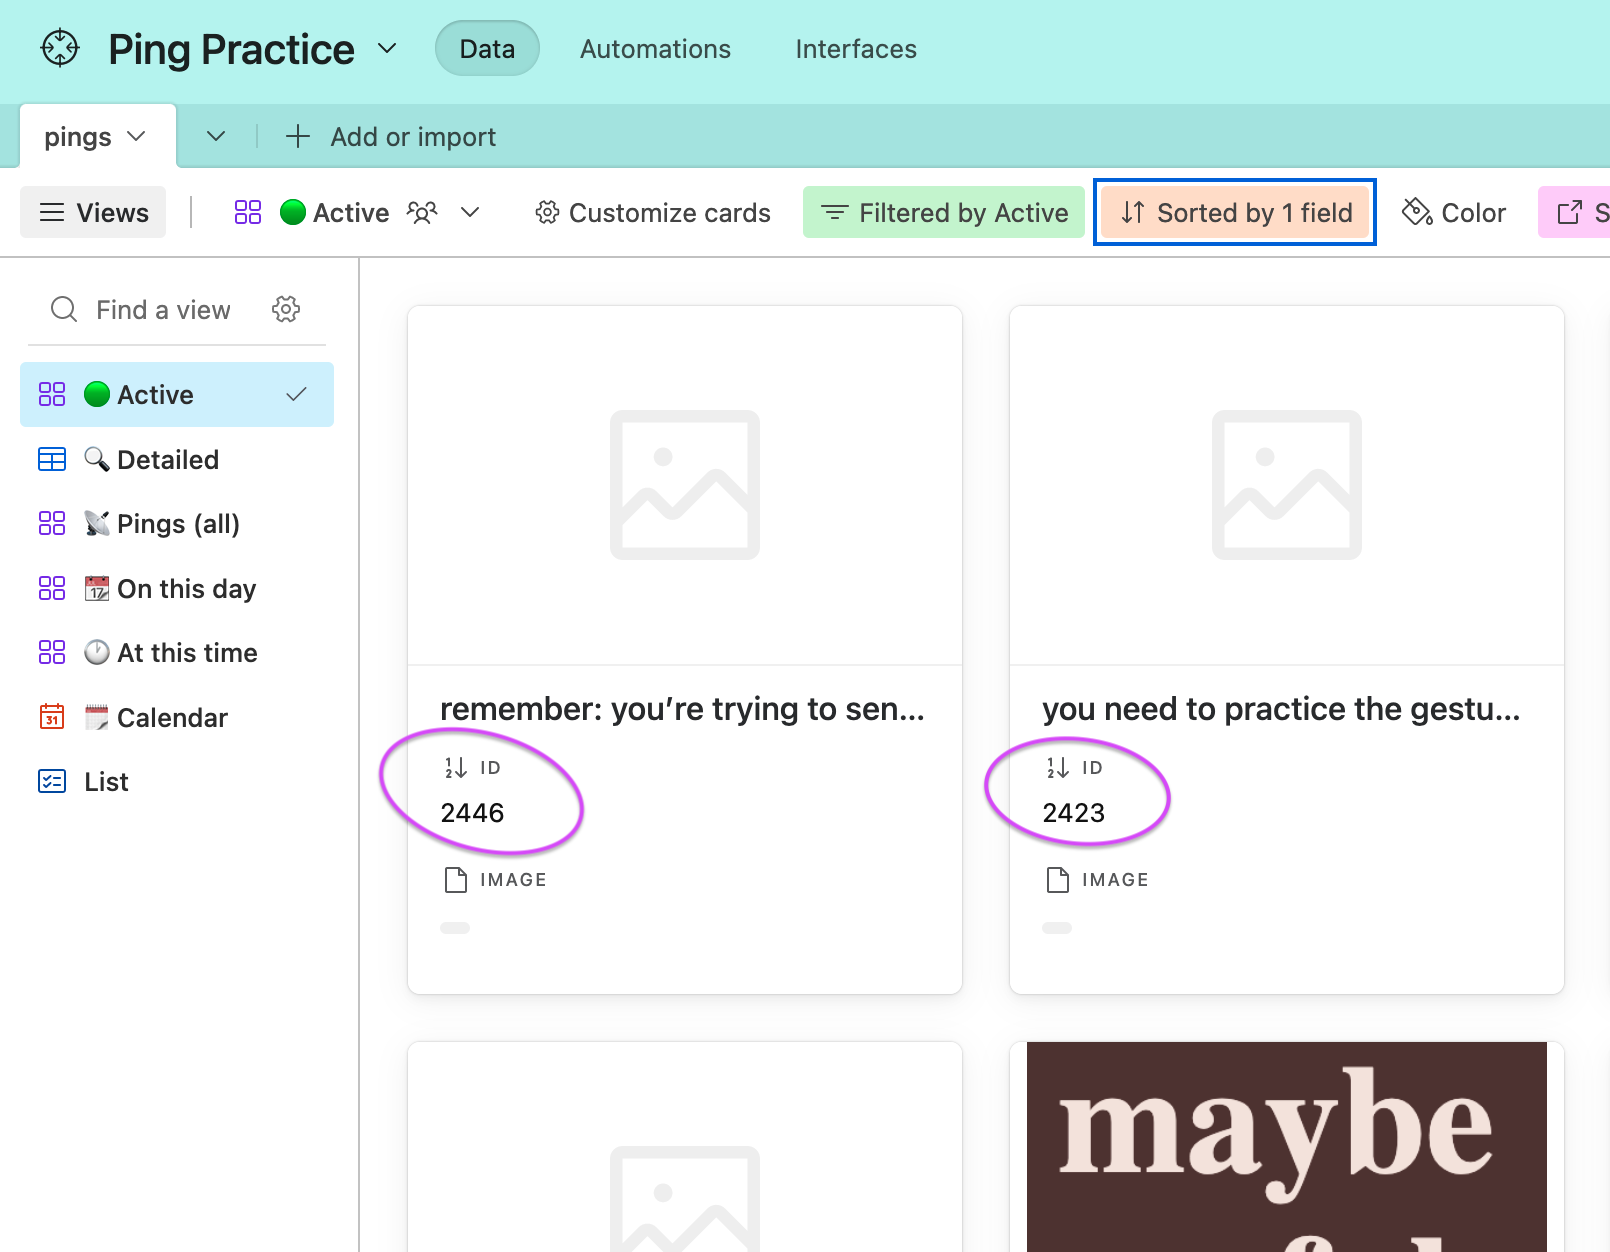 Ping Practice
Data
Automations
Interfaces
pings
Add or import
Views
Active
Customize cards
Filtered by Active
Sorted by 1 field
Color
S
Find a view
Active
Detailed
Pings (all)
17
On this day
At this time
31
Calendar
List
remember: you’re trying to sen...
ID
2446
IMAGE
you need to practice the gestu...
ID
2423
IMAGE
maybe